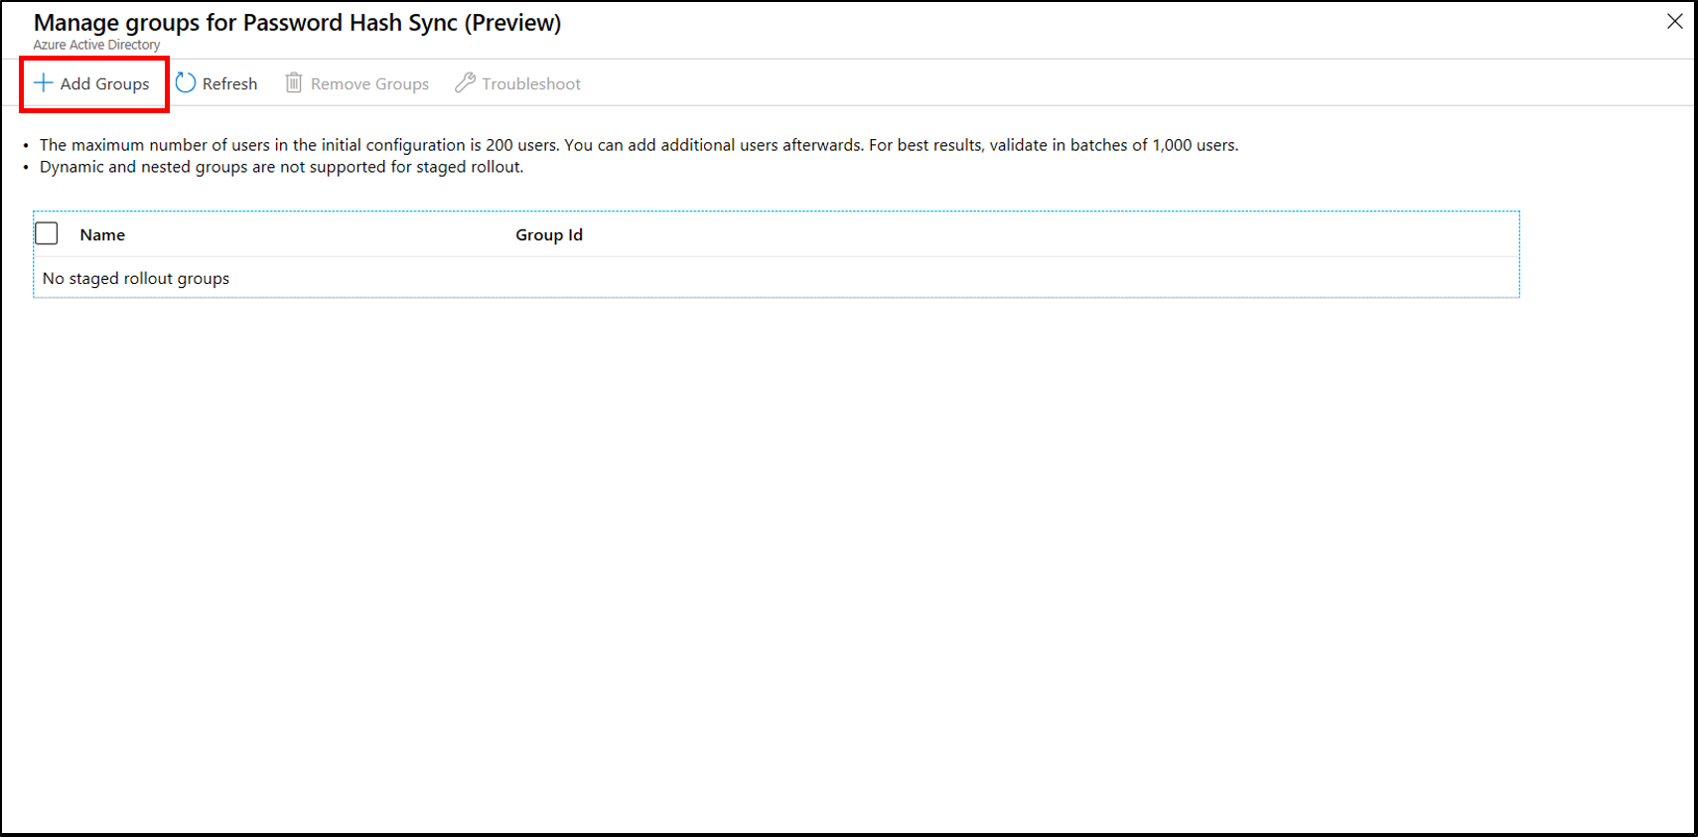 Manage groups for Password Hash Sync (Preview)
Azure Active Directory
Add Groups Refresh Remove Groups Troubleshoot
• The maximum number of users in the initial configuration is 200 users. You can add additional users afterwards. For best results, validate in batches of 1,000 users.
• Dynamic and nested groups are not supported for staged rollout.
Name Group Id
No staged rollout groups